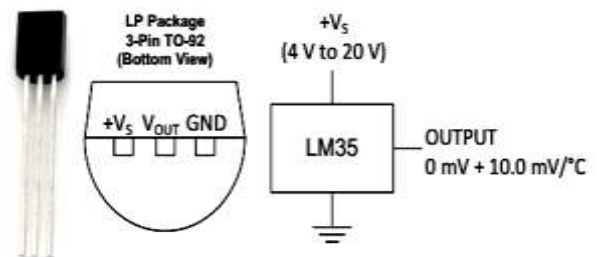 LP Package
3-Pin TO-92
(Bottom View)
+VS VOUT GND
+VS
(4 V to 20 V)
LM35
OUTPUT
0 mV + 10.0 mV/°C